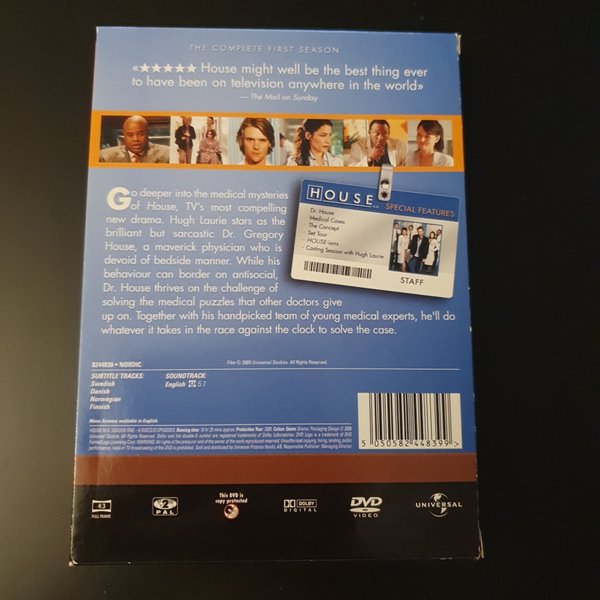 THE COMPLETE FIRST SEASON
«★★★★★ House might well be the best thing ever
to have been on television anywhere in the world»
— The Mail on Sunday
Go deeper into the medical mysteries
of House, TV's most compelling
new drama. Hugh Laurie stars as the
brilliant but sarcastic Dr. Gregory
House, a maverick physician who is
devoid of bedside manner. While his
behaviour can border on antisocial,
Dr. House thrives on the challenge of
solving the medical puzzles that other doctors give
up on. Together with his handpicked team of young medical experts, he'll do
whatever it takes in the race against the clock to solve the case.
HOUSE M.D.
SPECIAL FEATURES
Dr. House
Medical Cases
The Concept
Set Tour
HOUSE-isms
Casting Session with Hugh Laurie
STAFF
8244839 • NORDIC
Film © 2005 Universal Studios. All Rights Reserved.
SUBTITLE TRACKS:
Swedish
Danish
Norwegian
Finnish
SOUNDTRACK:
English 5.1
Menu Screens available in English
5 050582 448399 >
4:3
FULL FRAME
2
PAL
This DVD is
copy protected
DOLBY
DIGITAL
DVD
VIDEO
UNIVERSAL